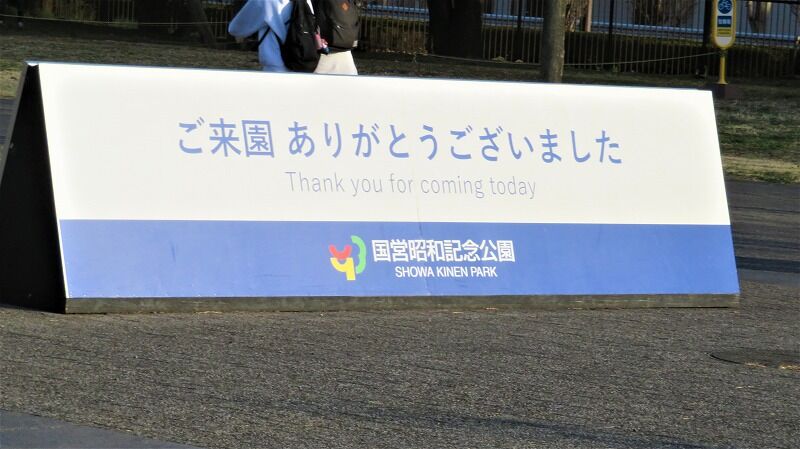 ご来園 ありがとうございました
Thank you for coming today
国営昭和記念公園
SHOWA KINEN PARK